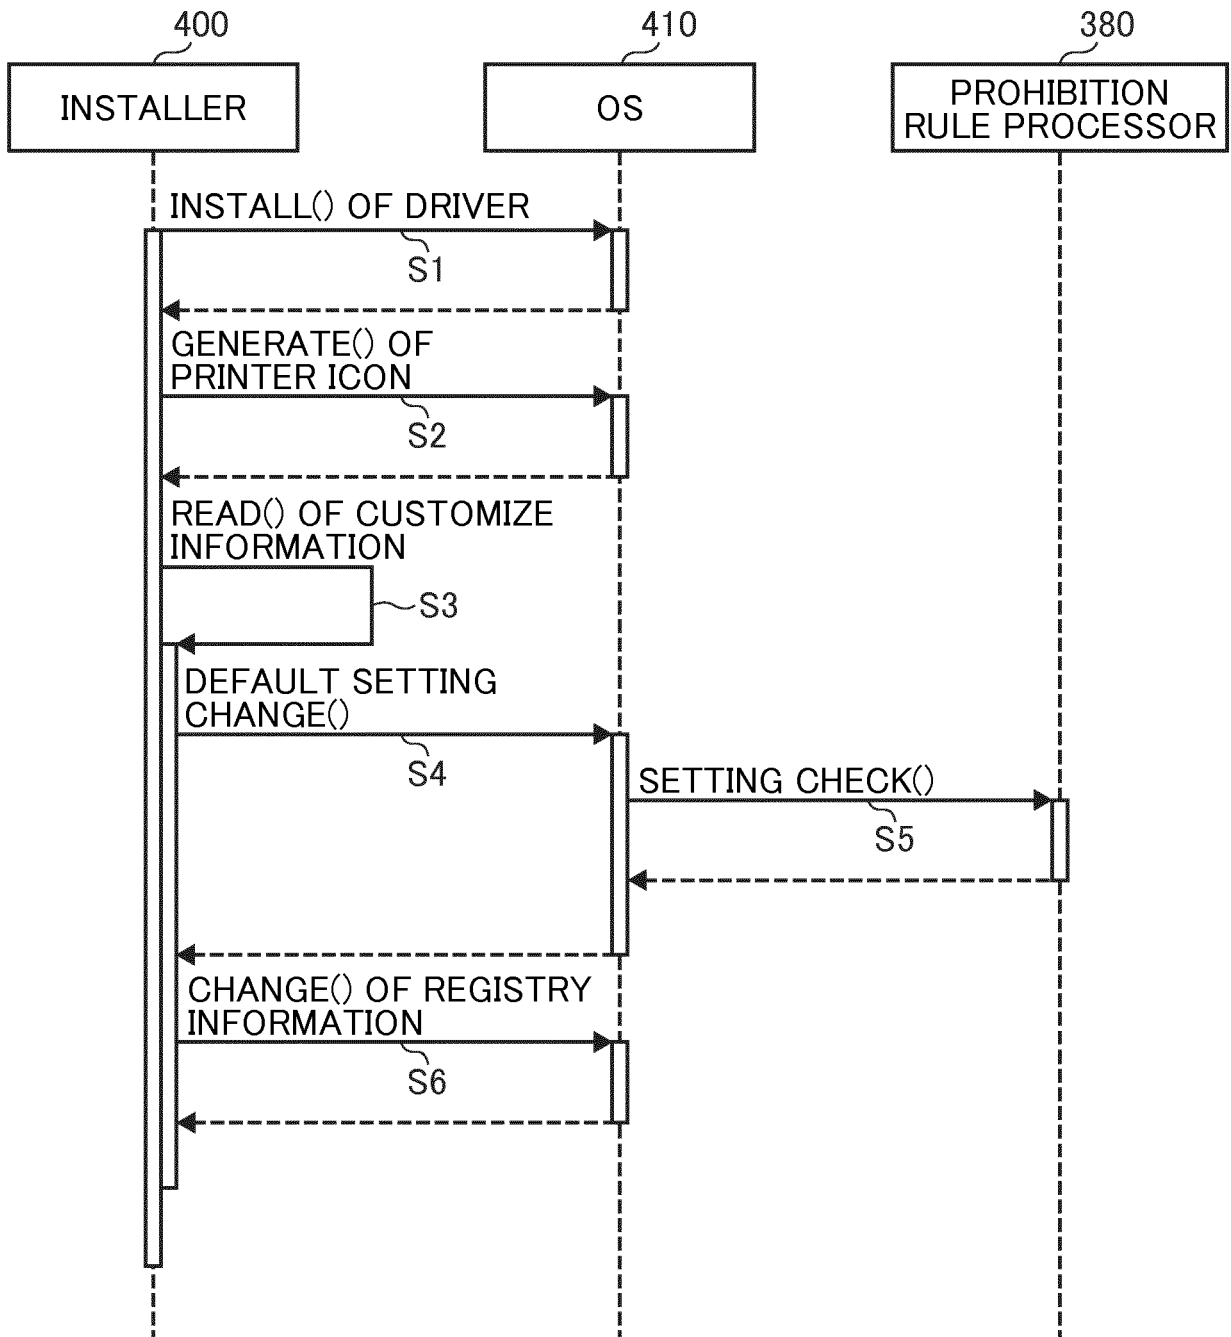 400
410
380
INSTALLER
OS
PROHIBITION
RULE PROCESSOR
INSTALL() OF DRIVER
S1
GENERATE() OF
PRINTER ICON
S2
READ() OF CUSTOMIZE
INFORMATION
S3
DEFAULT SETTING
CHANGE()
S4
SETTING CHECK()
S5
CHANGE() OF REGISTRY
INFORMATION
S6